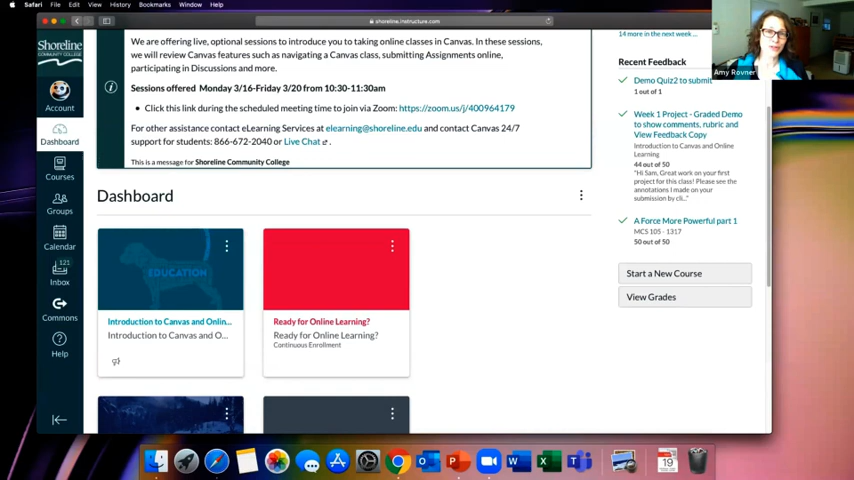 Safari File Edit View History Bookmarks Window Help
shoreline.instructure.com
Amy Rovner
Shoreline
COMMUNITY COLLEGE
Account
Dashboard
Courses
Groups
Calendar
121
Inbox
Commons
Help
We are offering live, optional sessions to introduce you to taking online classes in Canvas. In these sessions,
we will review Canvas features such as navigating a Canvas class, submitting Assignments online,
participating in Discussions and more.
Sessions offered Monday 3/16-Friday 3/20 from 10:30-11:30am
• Click this link during the scheduled meeting time to join via Zoom: https://zoom.us/j/400964179
For other assistance contact eLearning Services at elearning@shoreline.edu and contact Canvas 24/7
support for students: 866-672-2040 or Live Chat .
This is a message for Shoreline Community College
Dashboard
EDUCATION
Introduction to Canvas and Onlin...
Introduction to Canvas and O...
Ready for Online Learning?
Ready for Online Learning?
Continuous Enrollment
14 more in the next week ...
Recent Feedback
Demo Quiz2 to submit
1 out of 1
Week 1 Project - Graded Demo
to show comments, rubric and
View Feedback Copy
Introduction to Canvas and Online
Learning
44 out of 50
"Hi Sam, Great work on your first
project for this class! Please see the
annotations I made on your
submission by cli..."
A Force More Powerful part 1
MCS 105 - 1317
50 out of 50
Start a New Course
View Grades
19